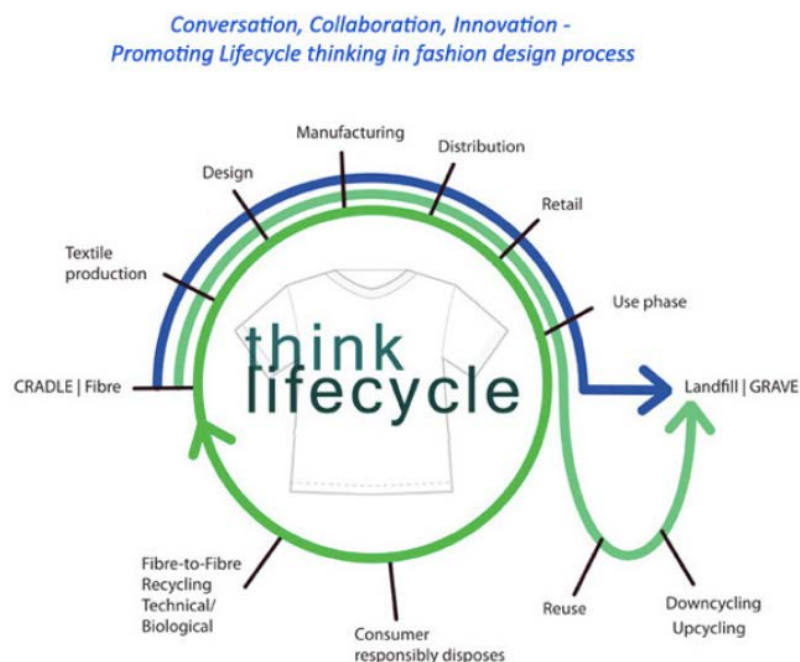 Conversation, Collaboration, Innovation -
Promoting Lifecycle thinking in fashion design process
Manufacturing
Distribution
Design
Retail
Textile
production
Use phase
think
lifecycle
CRADLE | Fibre
Landfill | GRAVE
Fibre-to-Fibre
Recycling
Technical/
Biological
Consumer
responsibly disposes
Reuse
Downcycling
Upcycling